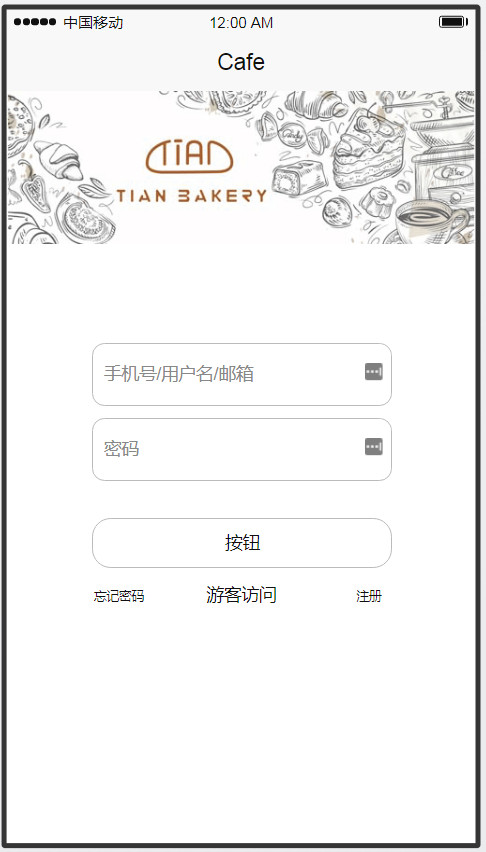 中国移动 12:00 AM
Cafe
TIAN
TIAN BAKERY
手机号/用户名/邮箱
密码
按钮
忘记密码 游客访问 注册